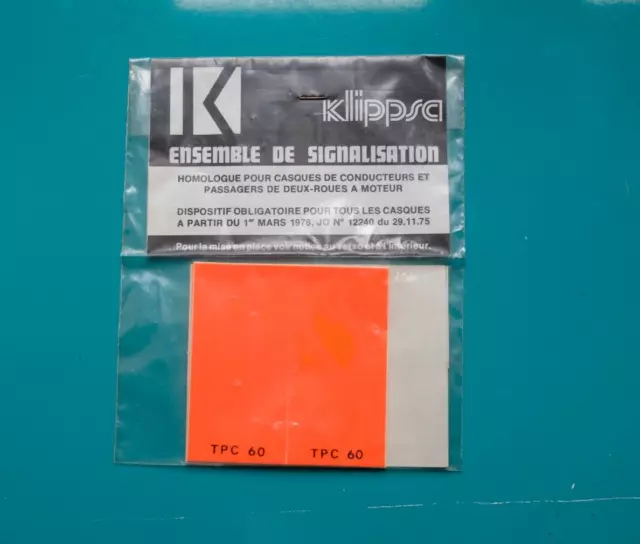 K Klippsa
ENSEMBLE DE SIGNALISATION
HOMOLOGUE POUR CASQUES DE CONDUCTEURS ET
PASSAGERS DE DEUX-ROUES A MOTEUR
DISPOSITIF OBLIGATOIRE POUR TOUS LES CASQUES
A PARTIR DU 1er MARS 1976, JO N° 12240 du 29.11.75
Pour la mise en place voir notice au verso et à l'intérieur.
TPC 60 TPC 60